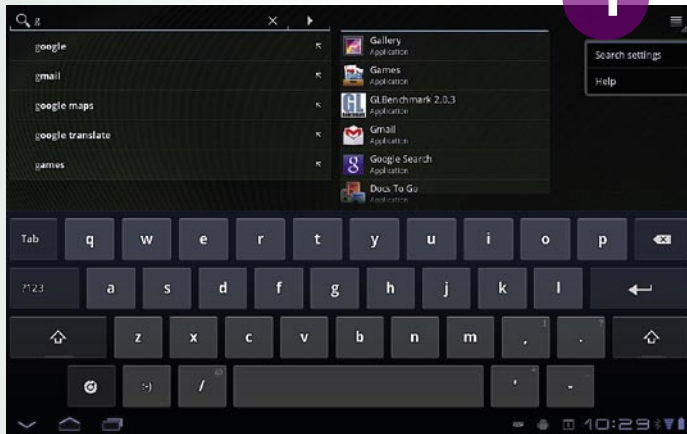 g
google
gmail
google maps
google translate
games
Gallery
Application
Games
Application
GLBenchmark 2.0.3
Application
Gmail
Application
Google Search
Application
Docs To Go
Application
Search settings
Help
Tab q w e r t y u i o p
?123 a s d f g h j k l
z x c v b n m , ! . ?
:-) / @ ' " - _
10:29